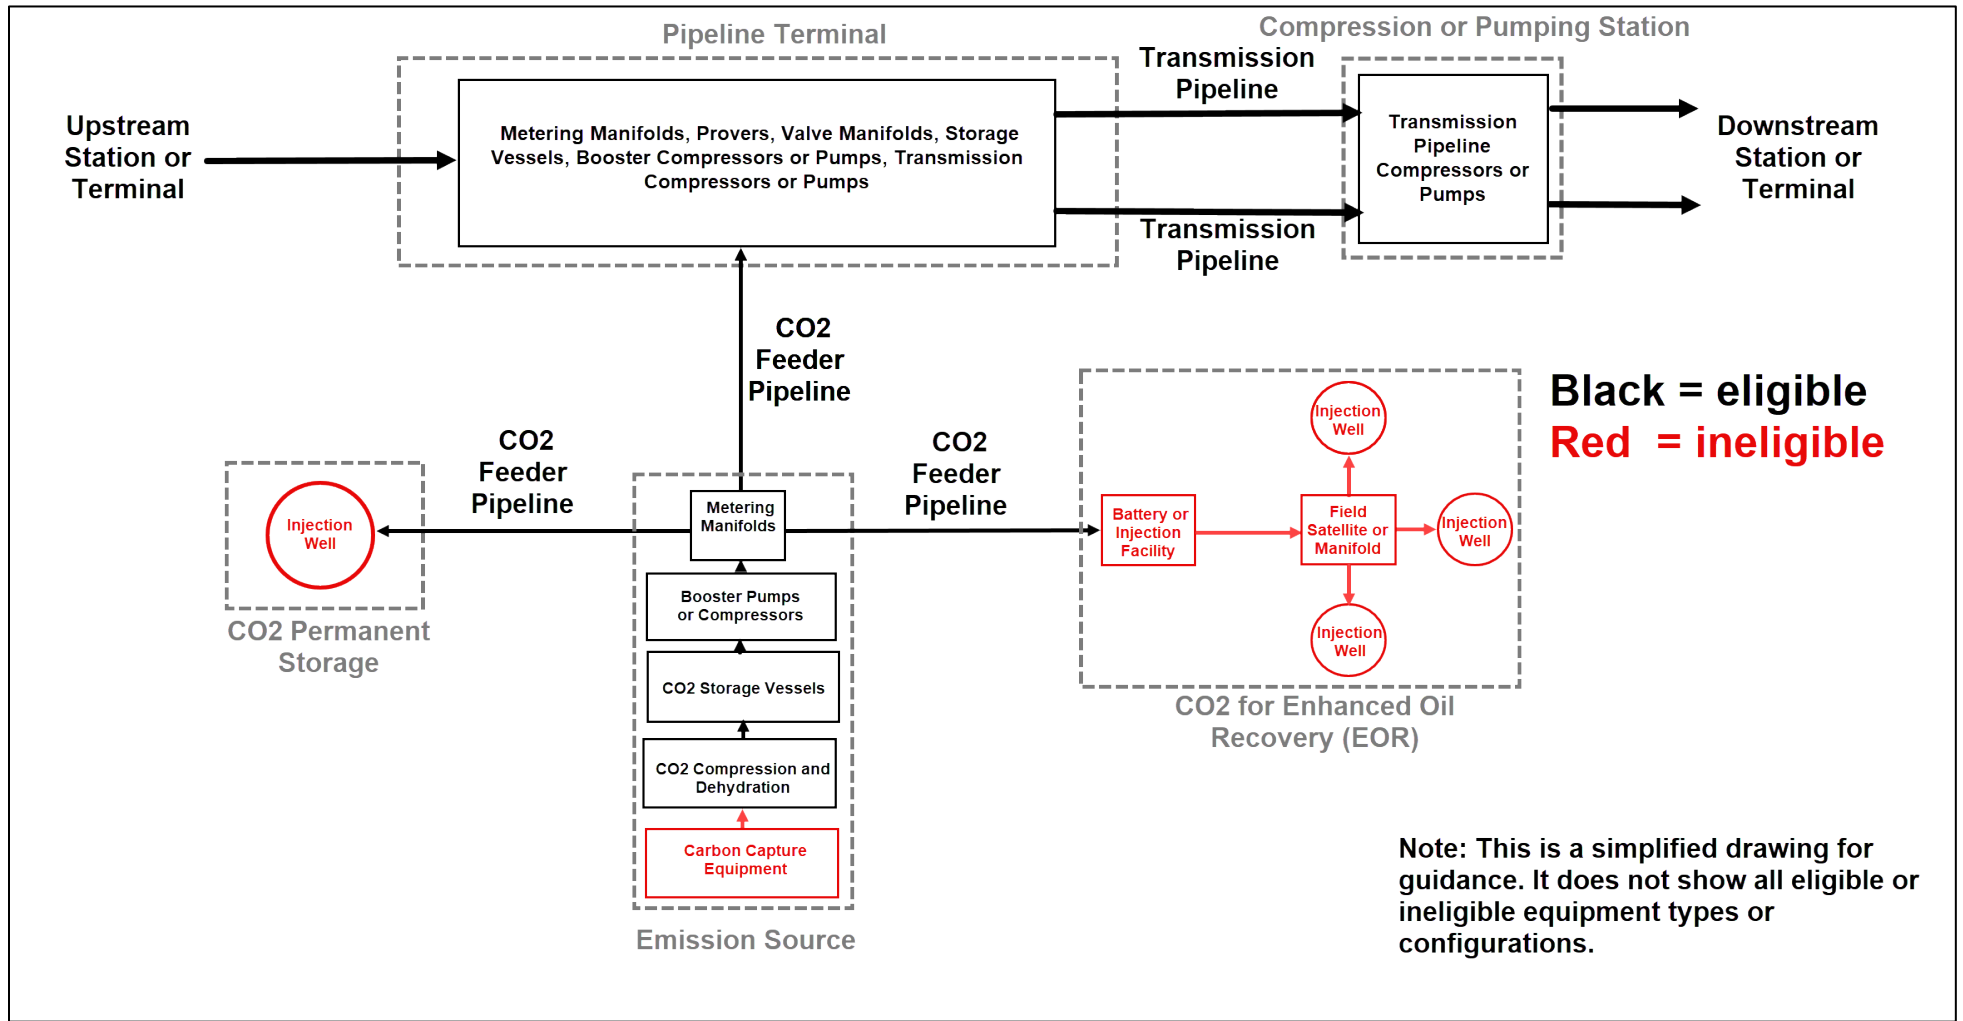 Pipeline Terminal
Compression or Pumping Station
Upstream
Station or
Terminal
Metering Manifolds, Provers, Valve Manifolds, Storage
Vessels, Booster Compressors or Pumps, Transmission
Compressors or Pumps
Transmission
Pipeline
Transmission
Pipeline
Transmission
Pipeline
Compressors or
Pumps
Downstream
Station or
Terminal
CO2
Feeder
Pipeline
CO2
Feeder
Pipeline
CO2
Feeder
Pipeline
Black = eligible
Red = ineligible
Injection
Well
CO2 Permanent
Storage
Metering
Manifolds
Booster Pumps
or Compressors
CO2 Storage Vessels
CO2 Compression and
Dehydration
Carbon Capture
Equipment
Emission Source
Battery or
Injection
Facility
Field
Satellite or
Manifold
Injection
Well
Injection
Well
Injection
Well
CO2 for Enhanced Oil
Recovery (EOR)
Note: This is a simplified drawing for
guidance. It does not show all eligible or
ineligible equipment types or
configurations.